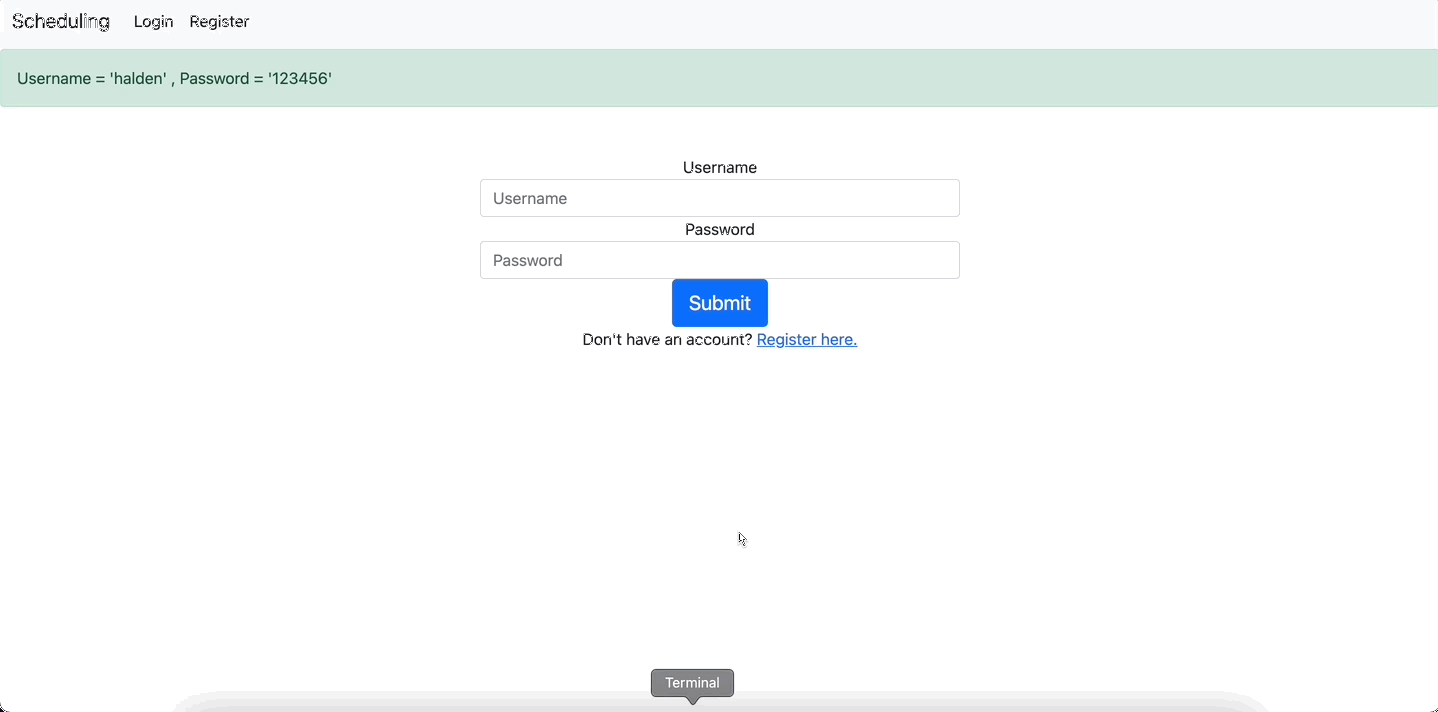 Scheduling Login Register
Username = 'halden' , Password = '123456'
Username
Username
Password
Password
Submit
Don't have an account? Register here.
Terminal